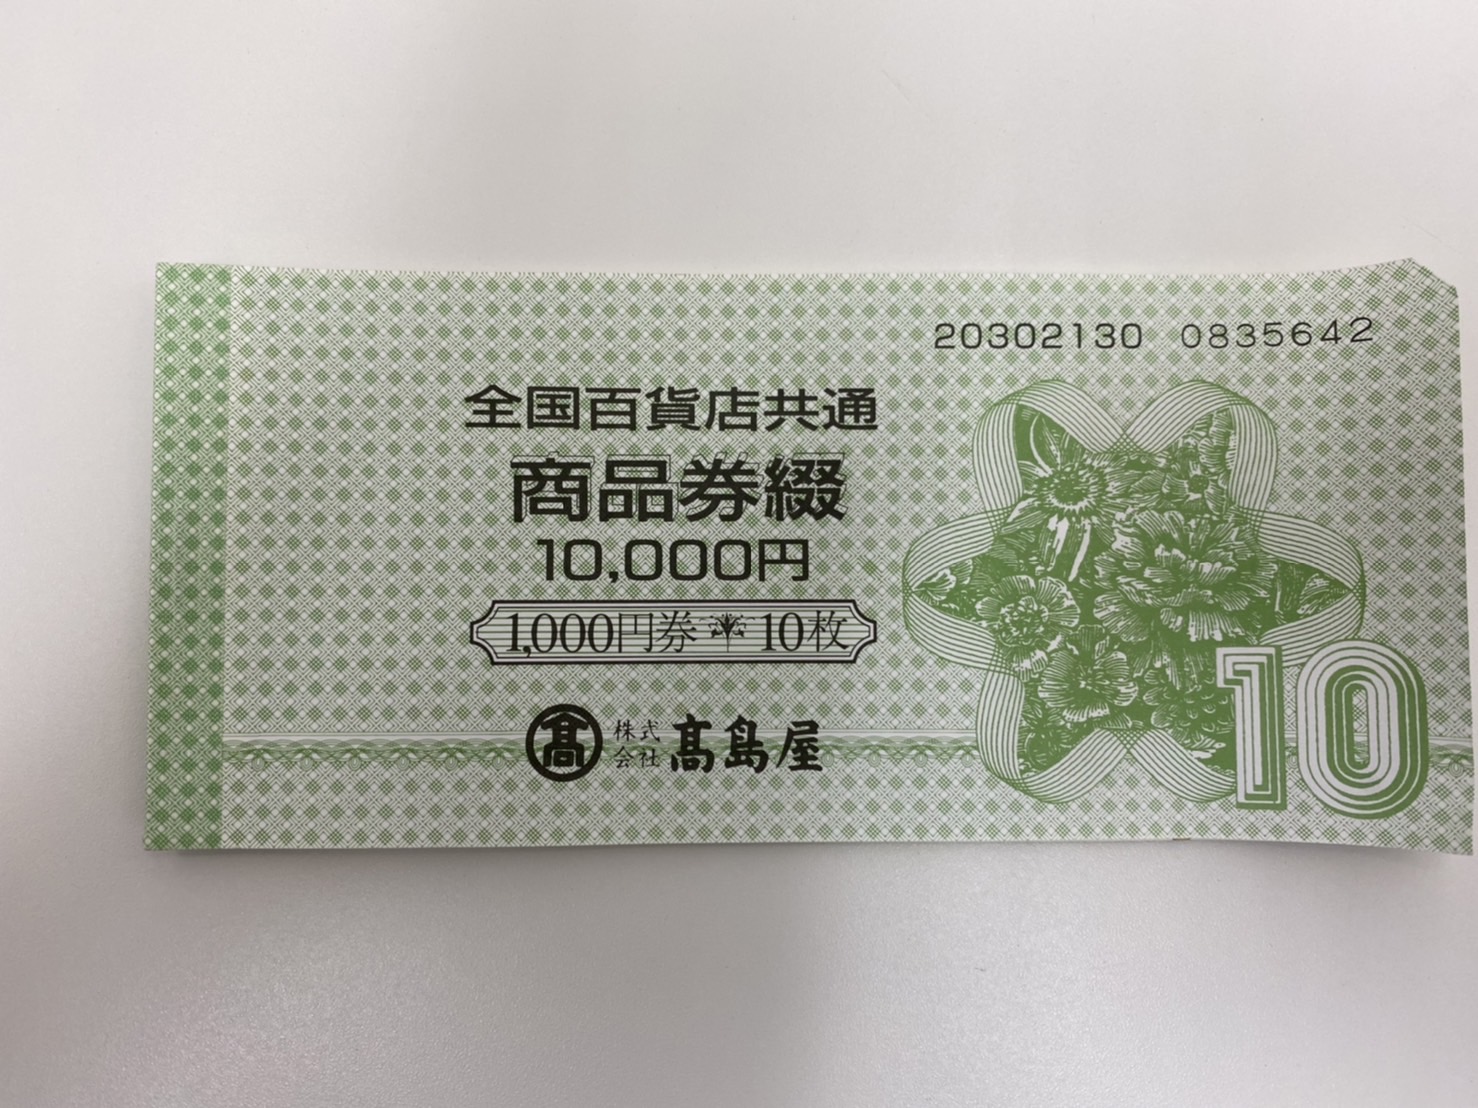 20302130 0835642
全国百貨店共通
商品券綴
10,000円
1,000円券 10枚
髙 株式会社 髙島屋
10